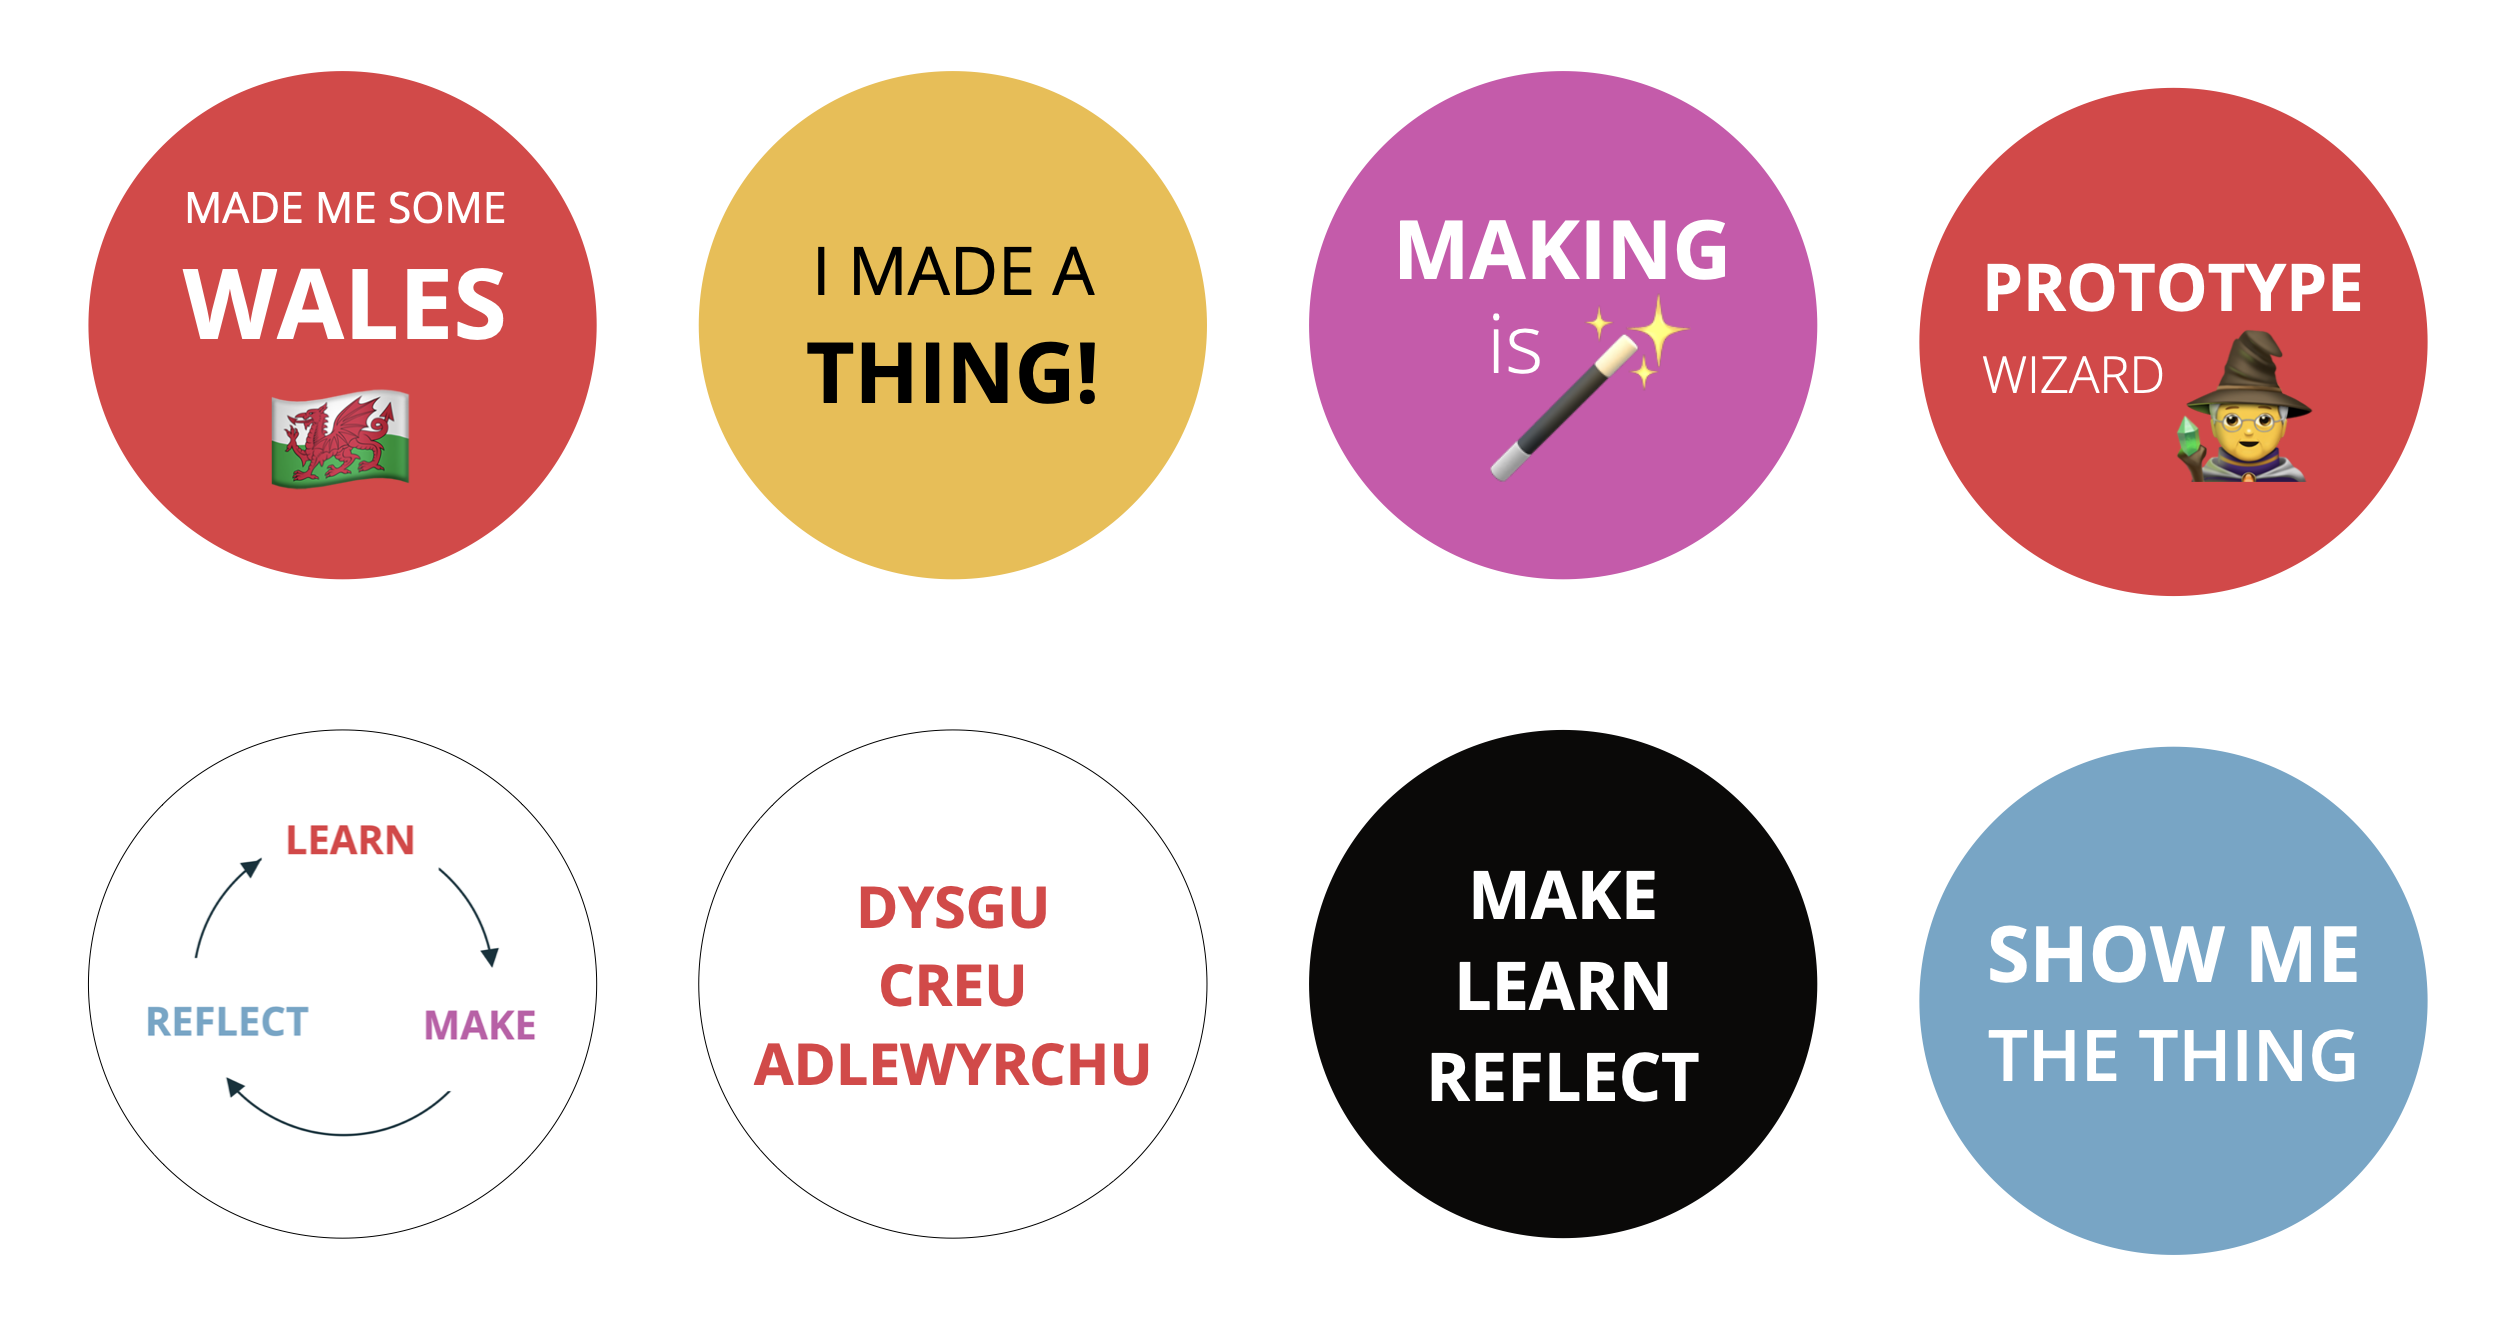 MADE ME SOME
WALES
I MADE A
THING!
MAKING
is
PROTOTYPE
WIZARD
LEARN
REFLECT
MAKE
DYSGU
CREU
ADLEWYRCHU
MAKE
LEARN
REFLECT
SHOW ME
THE THING